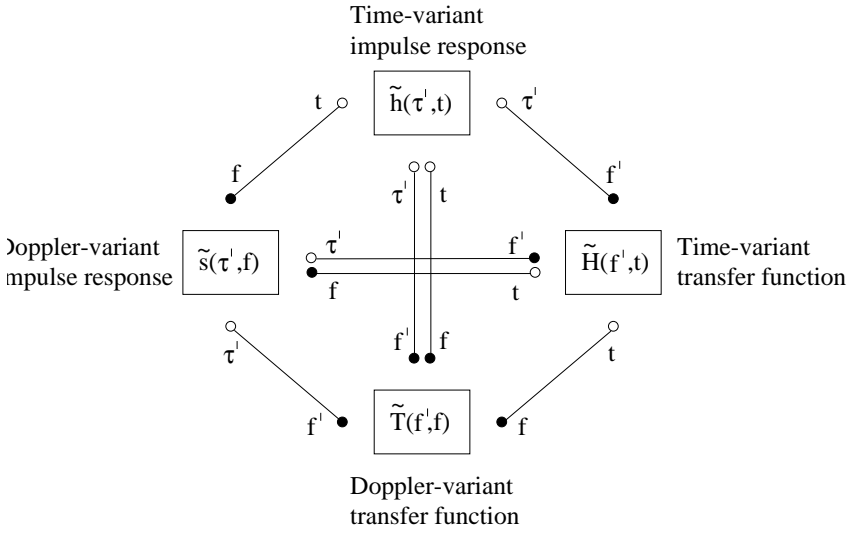 Time-variant
impulse response
t
h̃(τ',t)
τ'
f
f'
τ'
t
Doppler-variant
impulse response
s̃(τ',f)
τ'
f'
H̃(f',t)
Time-variant
transfer function
f
t
τ'
f'
f
t
f'
T̃(f',f)
f
Doppler-variant
transfer function